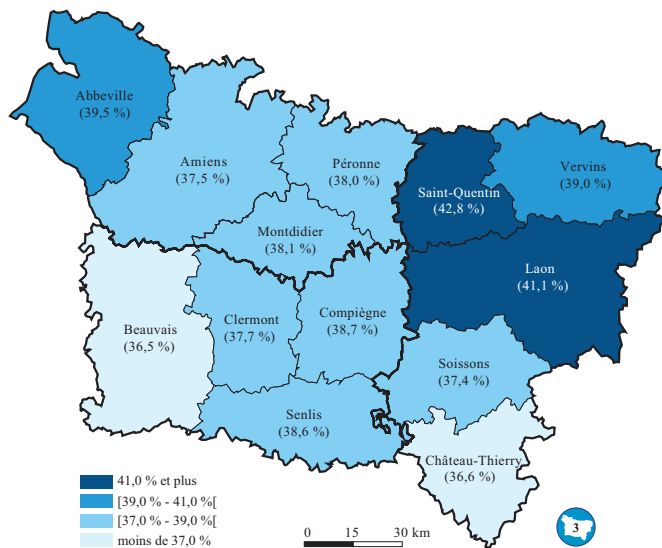 Abbeville
(39,5 %)
Amiens
(37,5 %)
Péronne
(38,0 %)
Saint-Quentin
(42,8 %)
Vervins
(39,0 %)
Montdidier
(38,1 %)
Laon
(41,1 %)
Beauvais
(36,5 %)
Clermont
(37,7 %)
Compiègne
(38,7 %)
Soissons
(37,4 %)
Senlis
(38,6 %)
Château-Thierry
(36,6 %)
41,0 % et plus
[39,0 % - 41,0 %[
[37,0 % - 39,0 %[
moins de 37,0 %
0 15 30 km
3